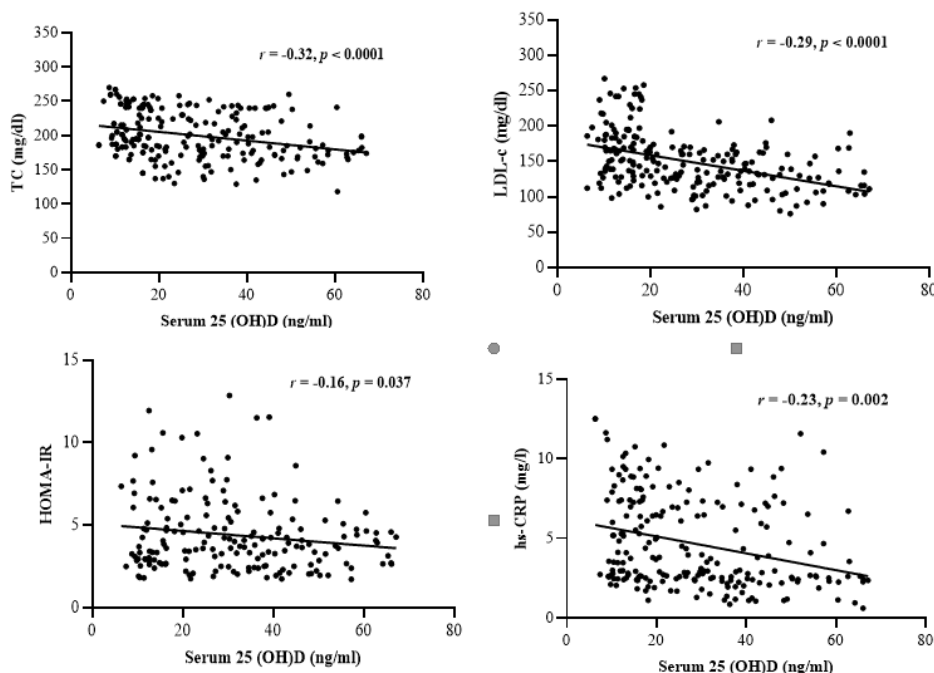 r = -0.32, p < 0.0001
TC (mg/dl)
350
300
250
200
150
100
50
0
0 20 40 60 80
Serum 25 (OH)D (ng/ml)
r = -0.29, p < 0.0001
LDL-c (mg/dl)
350
300
250
200
150
100
50
0
0 20 40 60 80
Serum 25 (OH)D (ng/ml)
r = -0.16, p = 0.037
HOMA-IR
15
10
5
0
0 20 40 60 80
Serum 25 (OH)D (ng/ml)
r = -0.23, p = 0.002
hs-CRP (mg/l)
15
10
5
0
0 20 40 60 80
Serum 25 (OH)D (ng/ml)